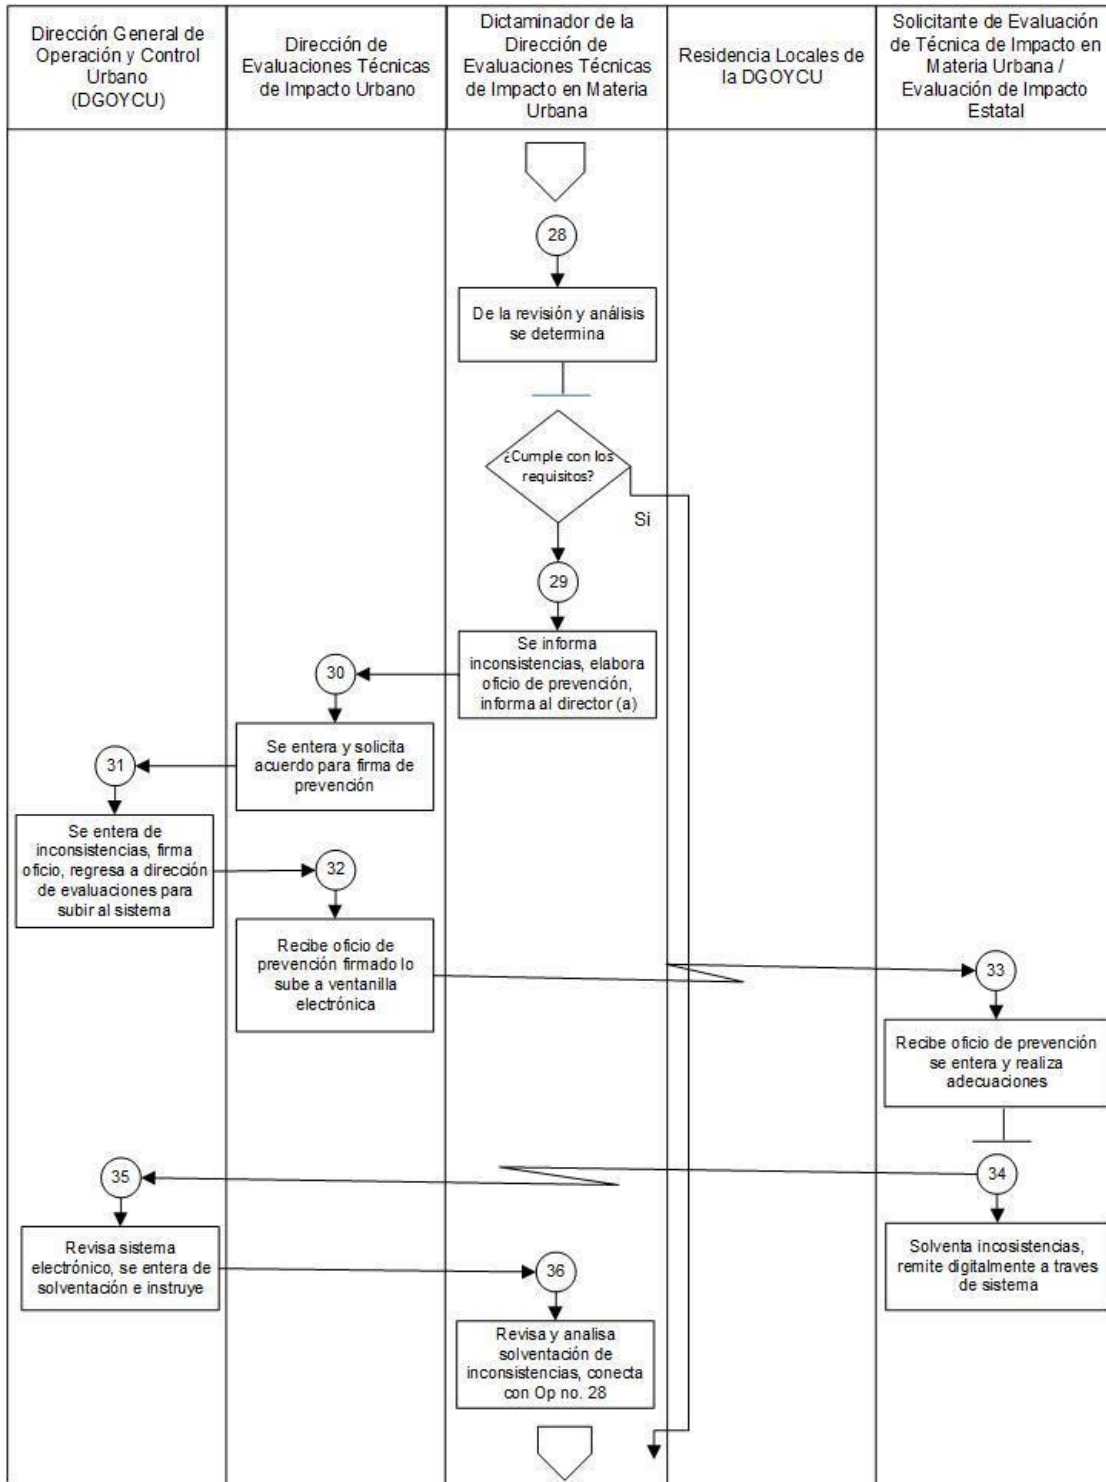 Dirección General de
Operación y Control
Urbano
(DGOYCU)
Dirección de
Evaluaciones Técnicas
de Impacto Urbano
Dictaminador de la
Dirección de
Evaluaciones Técnicas
de Impacto en Materia
Urbana
Residencia Locales de
la DGOYCU
Solicitante de Evaluación
de Técnica de Impacto en
Materia Urbana /
Evaluación de Impacto
Estatal
28
De la revisión y análisis
se determina
¿Cumple con los
requisitos?
Si
29
Se informa
inconsistencias, elabora
oficio de prevención,
informa al director (a)
30
Se entera y solicita
acuerdo para firma de
prevención
31
Se entera de
inconsistencias, firma
oficio, regresa a dirección
de evaluaciones para
subir al sistema
32
Recibe oficio de
prevención firmado lo
sube a ventanilla
electrónica
33
Recibe oficio de prevención
se entera y realiza
adecuaciones
34
Solventa incosistencias,
remite digitalmente a traves
de sistema
35
Revisa sistema
electrónico, se entera de
solventación e instruye
36
Revisa y analisa
solventación de
inconsistencias, conecta
con Op no. 28